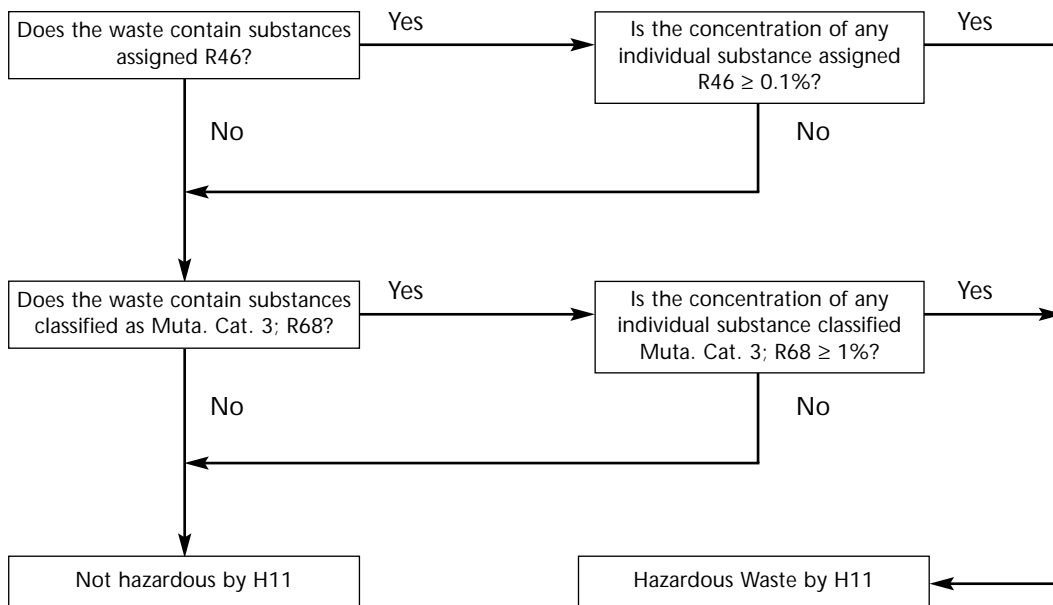 Does the waste contain substances
assigned R46?
Yes
Is the concentration of any
individual substance assigned
R46 ≥ 0.1%?
Yes
No
No
Does the waste contain substances
classified as Muta. Cat. 3; R68?
Yes
Is the concentration of any
individual substance classified
Muta. Cat. 3; R68 ≥ 1%?
Yes
No
No
Not hazardous by H11
Hazardous Waste by H11